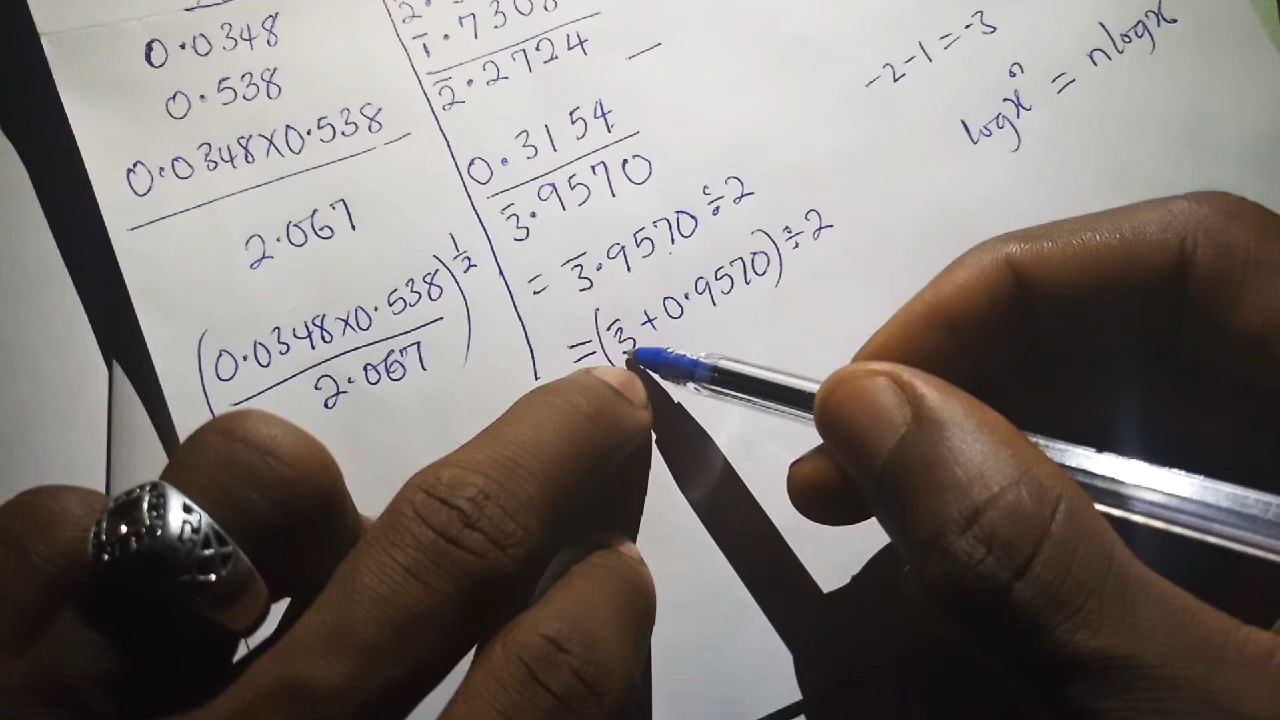 0.0348
0.538
0.0348×0.538
2.067
(0.0348×0.538 / 2.067)^½
1̄.7308
2̄.2724
0.3154
3̄.9570
= 3̄.9570 ÷ 2
= (3̄ + 0.9570) ÷ 2
-2-1=-3
logxⁿ = nlogx